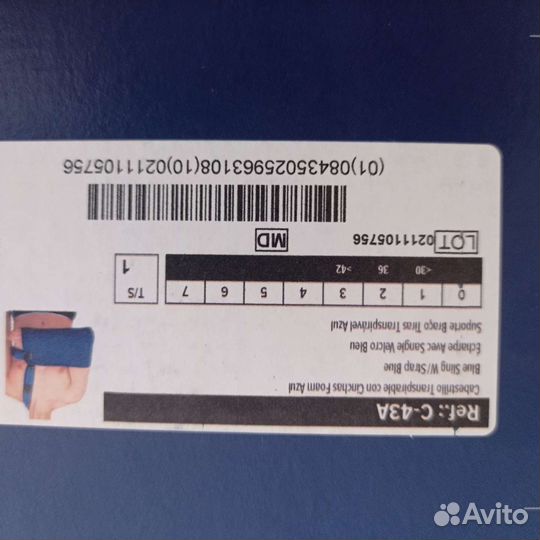 Ref.: C-43A
Cabestrillo Transpirable con Cinchas Foam Azul
Blue Sling W/Strap Blue
Écharpe Avec Sangle Velcro Bleu
Suporte Braço Tiras Transpirável Azul
0 1 2 3 4 5 6 7 T/S
<30 36 >42 1
LOT 0211105756 MD
(01)08435025963108(10)0211105756
Avito